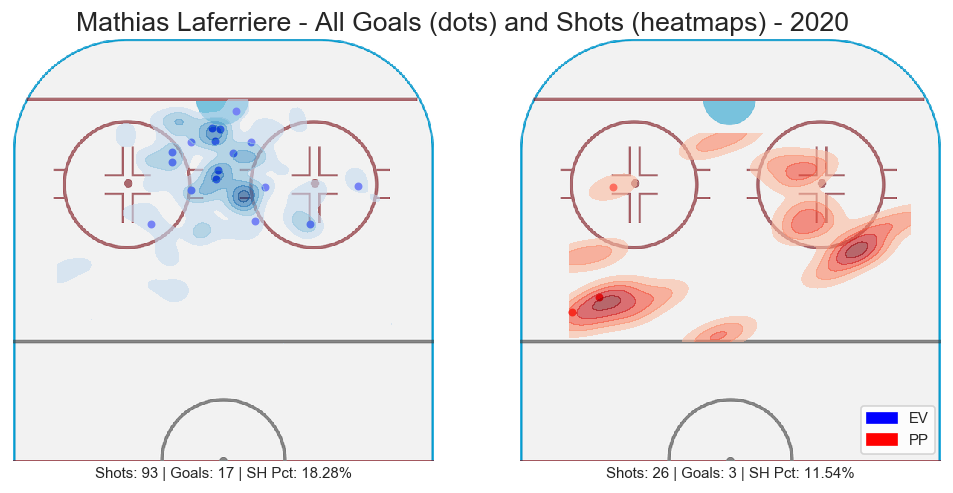 Mathias Laferriere - All Goals (dots) and Shots (heatmaps) - 2020
EV
PP
Shots: 93 | Goals: 17 | SH Pct: 18.28%
Shots: 26 | Goals: 3 | SH Pct: 11.54%